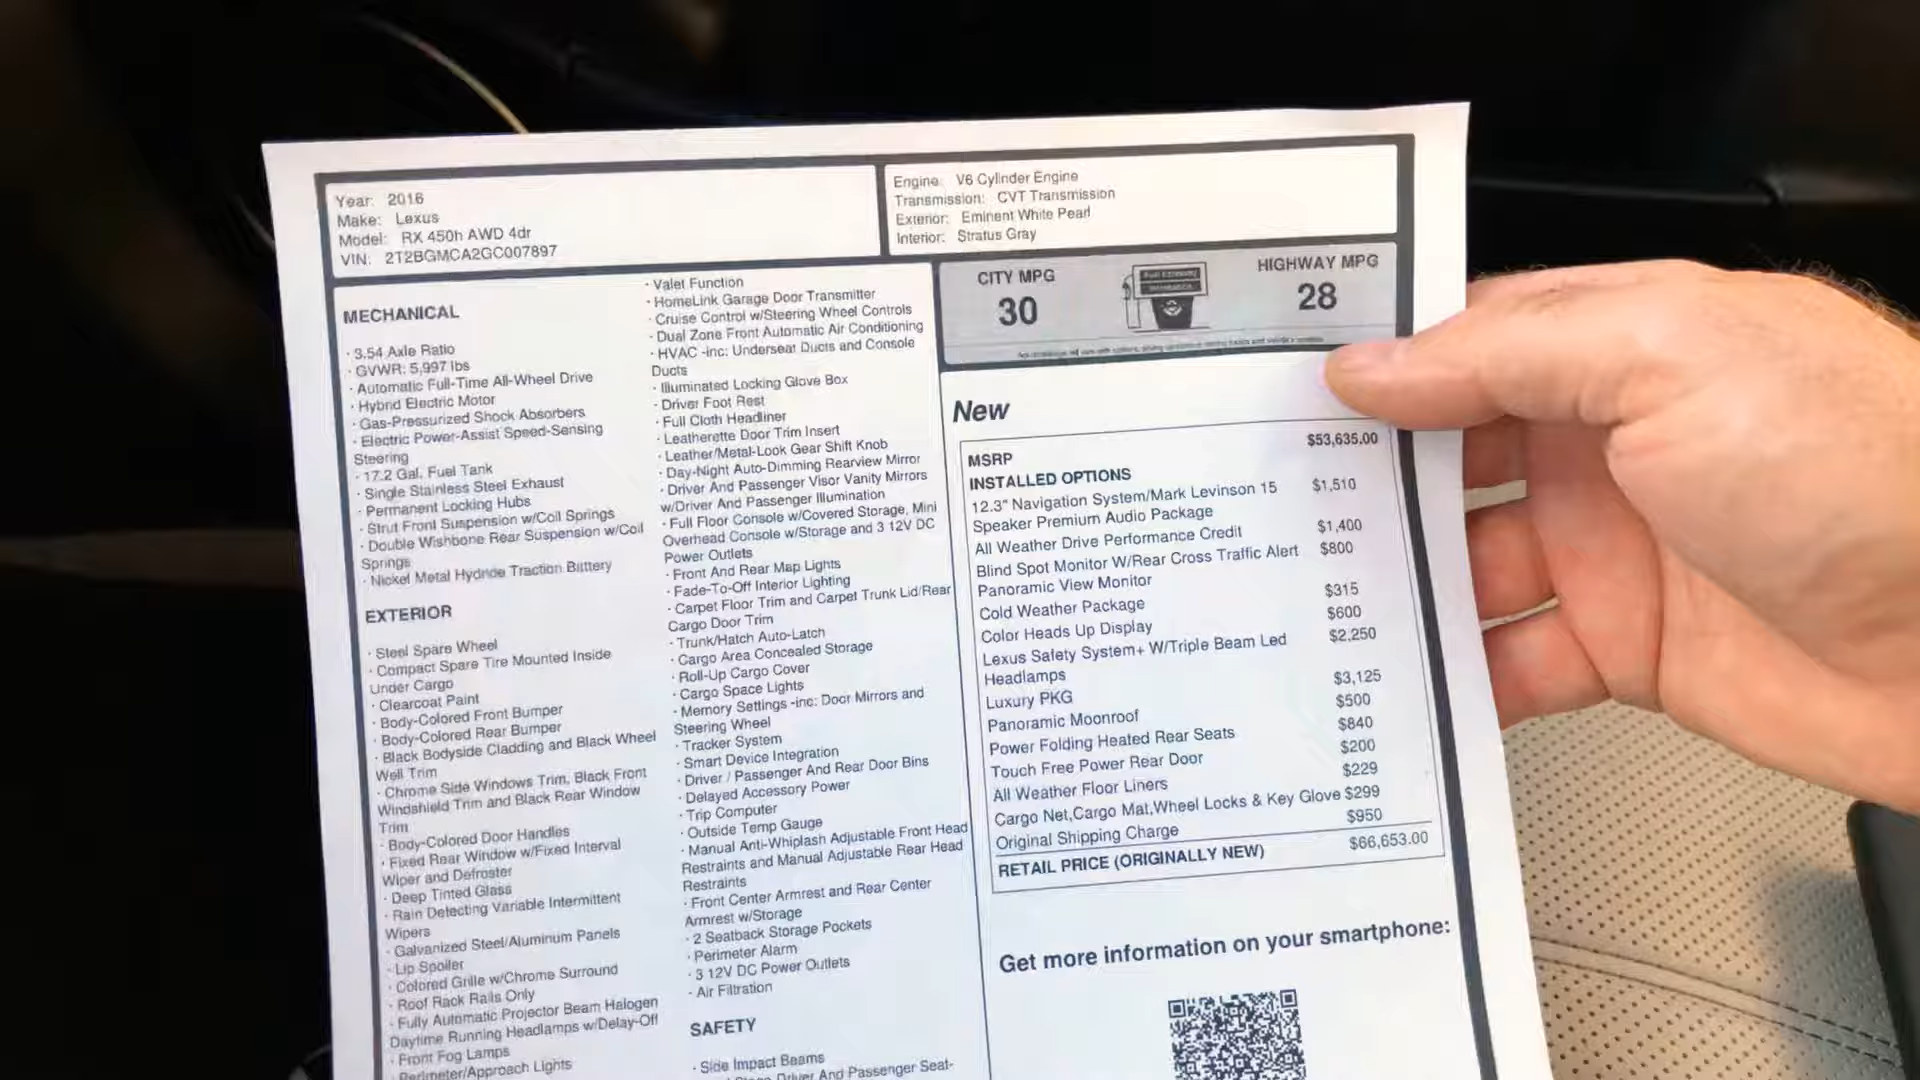 Year: 2016
Make: Lexus
Model: RX 450h AWD 4dr
VIN: 2T2BGMCA2GC007897
Engine: V6 Cylinder Engine
Transmission: CVT Transmission
Exterior: Eminent White Pearl
Interior: Stratus Gray
MECHANICAL
· 3.54 Axle Ratio
· GVWR: 5,997 lbs
· Automatic Full-Time All-Wheel Drive
· Hybrid Electric Motor
· Gas-Pressurized Shock Absorbers
· Electric Power-Assist Speed-Sensing
Steering
· 17.2 Gal. Fuel Tank
· Single Stainless Steel Exhaust
· Permanent Locking Hubs
· Strut Front Suspension w/Coil Springs
· Double Wishbone Rear Suspension w/Coil
Springs
· Nickel Metal Hydride Traction Battery
EXTERIOR
· Steel Spare Wheel
· Compact Spare Tire Mounted Inside
Under Cargo
· Clearcoat Paint
· Body-Colored Front Bumper
· Body-Colored Rear Bumper
· Black Bodyside Cladding and Black Wheel
Well Trim
· Chrome Side Windows Trim, Black Front
Windshield Trim and Black Rear Window
Trim
· Body-Colored Door Handles
· Fixed Rear Window w/Fixed Interval
Wiper and Defroster
· Deep Tinted Glass
· Rain Detecting Variable Intermittent
Wipers
· Galvanized Steel/Aluminum Panels
· Lip Spoiler
· Colored Grille w/Chrome Surround
· Roof Rack Rails Only
· Fully Automatic Projector Beam Halogen
Daytime Running Headlamps w/Delay-Off
· Front Fog Lamps
· Perimeter/Approach Lights
· Valet Function
· HomeLink Garage Door Transmitter
· Cruise Control w/Steering Wheel Controls
· Dual Zone Front Automatic Air Conditioning
· HVAC -inc: Underseat Ducts and Console
Ducts
· Illuminated Locking Glove Box
· Driver Foot Rest
· Full Cloth Headliner
· Leatherette Door Trim Insert
· Leather/Metal-Look Gear Shift Knob
· Day-Night Auto-Dimming Rearview Mirror
· Driver And Passenger Visor Vanity Mirrors
w/Driver And Passenger Illumination
· Full Floor Console w/Covered Storage, Mini
Overhead Console w/Storage and 3 12V DC
Power Outlets
· Front And Rear Map Lights
· Fade-To-Off Interior Lighting
· Carpet Floor Trim and Carpet Trunk Lid/Rear
Cargo Door Trim
· Trunk/Hatch Auto-Latch
· Cargo Area Concealed Storage
· Roll-Up Cargo Cover
· Cargo Space Lights
· Memory Settings -inc: Door Mirrors and
Steering Wheel
· Tracker System
· Smart Device Integration
· Driver / Passenger And Rear Door Bins
· Delayed Accessory Power
· Trip Computer
· Outside Temp Gauge
· Manual Anti-Whiplash Adjustable Front Head
Restraints and Manual Adjustable Rear Head
Restraints
· Front Center Armrest and Rear Center
Armrest w/Storage
· 2 Seatback Storage Pockets
· Perimeter Alarm
· 3 12V DC Power Outlets
· Air Filtration
SAFETY
· Side Impact Beams
Driver And Passenger Seat-
CITY MPG
30
HIGHWAY MPG
28
New
MSRP $53,635.00
INSTALLED OPTIONS
12.3" Navigation System/Mark Levinson 15 $1,510
Speaker Premium Audio Package
All Weather Drive Performance Credit $1,400
Blind Spot Monitor W/Rear Cross Traffic Alert $800
Panoramic View Monitor
Cold Weather Package $315
Color Heads Up Display $600
Lexus Safety System+ W/Triple Beam Led $2,250
Headlamps
Luxury PKG $3,125
Panoramic Moonroof $500
Power Folding Heated Rear Seats $840
Touch Free Power Rear Door $200
All Weather Floor Liners $229
Cargo Net,Cargo Mat,Wheel Locks & Key Glove $299
Original Shipping Charge $950
RETAIL PRICE (ORIGINALLY NEW) $66,653.00
Get more information on your smartphone: